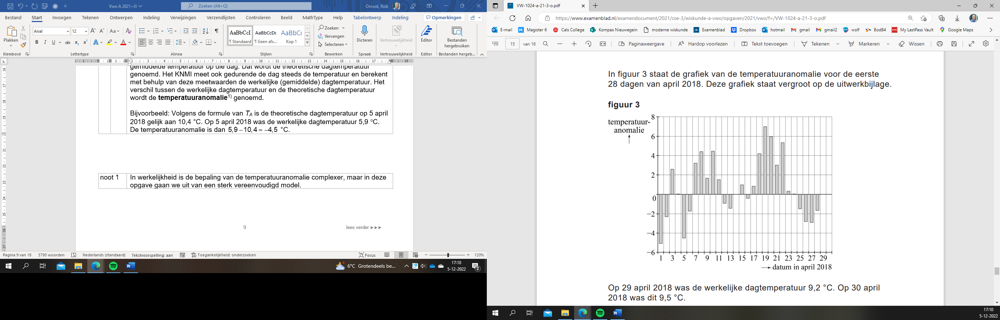 Vwo A 2021~III
Zoeken (Alt+Q)
Onrust, Rob
Bestand Start Invoegen Tekenen Ontwerpen Indeling Verwijzingen Verzendlijsten Controleren Beeld MathType Help Tabelontwerp Indeling Opmerkingen
Plakken
Arial 12
AaBbCcI AaBbCcDc AaBbCc
¶ Standaard ¶ Geen afs... Kop 1
Zoeken
Vervangen
Selecteren
Dicteren
Vertrouwelijkheid
Editor
Bestanden hergebruiken
Klembord Lettertype Alinea Stijlen Bewerken Spraak Vertrouwelijkheid Editor Bestanden hergeb...
gemiddelde temperatuur op die dag. Dat wordt de theoretische dagtemperatuur
genoemd. Het KNMI meet ook gedurende de dag steeds de temperatuur en berekent
met behulp van deze meetwaarden de werkelijke (gemiddelde) dagtemperatuur. Het
verschil tussen de werkelijke dagtemperatuur en de theoretische dagtemperatuur
wordt de temperatuuranomalie1) genoemd.
Bijvoorbeeld: Volgens de formule van TA is de theoretische dagtemperatuur op 5 april
2018 gelijk aan 10,4 °C. Op 5 april 2018 was de werkelijke dagtemperatuur 5,9 °C.
De temperatuuranomalie is dan 5,9 – 10,4 = –4,5 °C.
noot 1 In werkelijkheid is de bepaling van de temperatuuranomalie complexer, maar in deze
opgave gaan we uit van een sterk vereenvoudigd model.
9 lees verder ►►►
Pagina 9 van 18 3790 woorden Nederlands (standaard) Tekstvoorspelling: aan Toegankelijkheid: onderzoeken Focus 120%
6°C Grotendeels be... 17:10
5-12-2022
2
VW-1024-a-21-3-o.pdf
https://www.examenblad.nl/examendocument/2021/cse-3/wiskunde-a-vwo/opgaven/2021/vwo/f=/VW-1024-a-21-3-o.pdf
E-mail Magister 6 Cals College Kompas Nieuwegein moderne wiskunde Examenblad Dropbox hotmail gmail gmail2 wolf Bod84 My LastPass Vault Google Maps
15 van 16 Paginaweergave Hardop voorlezen Tekst toevoegen Tekenen Markeren Wissen
In figuur 3 staat de grafiek van de temperatuuranomalie voor de eerste
28 dagen van april 2018. Deze grafiek staat vergroot op de uitwerkbijlage.
figuur 3
temperatuur-
anomalie
8
6
4
2
0
−2
−4
−6
1 3 5 7 9 11 13 15 17 19 21 23 25 27 29
→ datum in april 2018
Op 29 april 2018 was de werkelijke dagtemperatuur 9,2 °C. Op 30 april
2018 was dit 9,5 °C.
17:10
5-12-2022